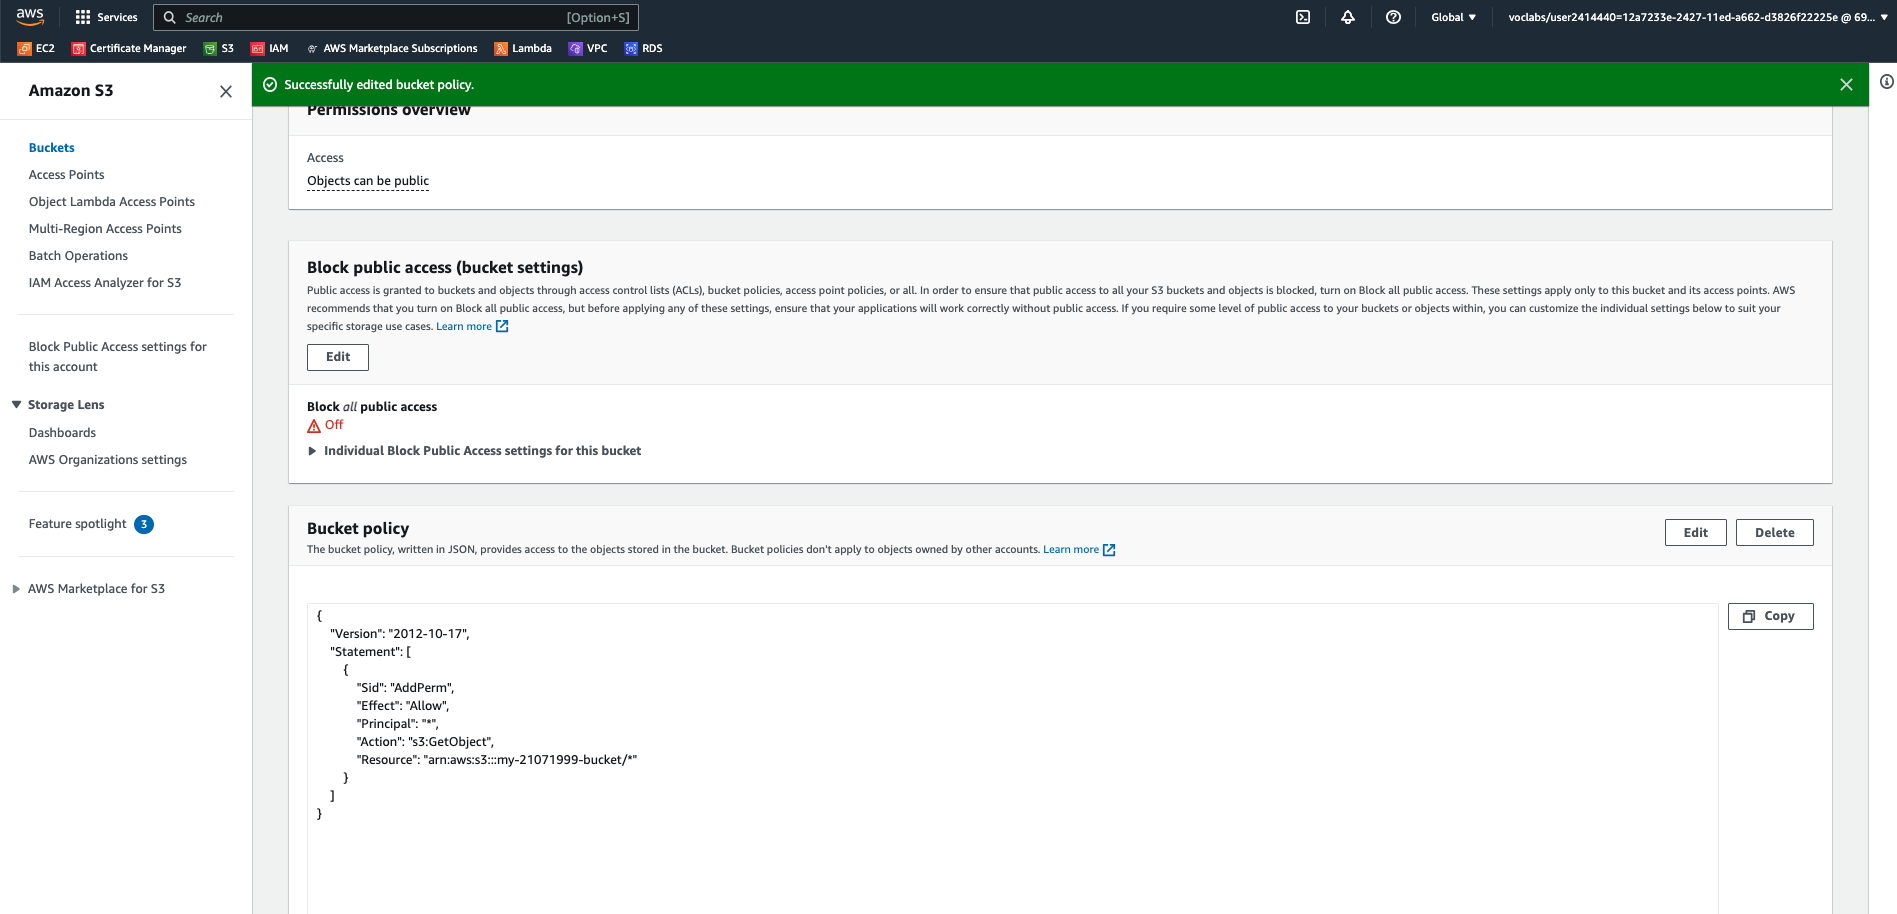 aws
Services
Search
[Option+S]
Global
voclabs/user2414440=12a7233e-2427-11ed-a662-d3826f22225e @ 69...
EC2
Certificate Manager
S3
IAM
AWS Marketplace Subscriptions
Lambda
VPC
RDS
Amazon S3
Buckets
Access Points
Object Lambda Access Points
Multi-Region Access Points
Batch Operations
IAM Access Analyzer for S3
Block Public Access settings for
this account
Storage Lens
Dashboards
AWS Organizations settings
Feature spotlight 3
AWS Marketplace for S3
Successfully edited bucket policy.
Permissions overview
Access
Objects can be public
Block public access (bucket settings)
Public access is granted to buckets and objects through access control lists (ACLs), bucket policies, access point policies, or all. In order to ensure that public access to all your S3 buckets and objects is blocked, turn on Block all public access. These settings apply only to this bucket and its access points. AWS
recommends that you turn on Block all public access, but before applying any of these settings, ensure that your applications will work correctly without public access. If you require some level of public access to your buckets or objects within, you can customize the individual settings below to suit your
specific storage use cases. Learn more
Edit
Block all public access
Off
Individual Block Public Access settings for this bucket
Bucket policy
The bucket policy, written in JSON, provides access to the objects stored in the bucket. Bucket policies don't apply to objects owned by other accounts. Learn more
Edit
Delete
Copy
{
"Version": "2012-10-17",
"Statement": [
{
"Sid": "AddPerm",
"Effect": "Allow",
"Principal": "*",
"Action": "s3:GetObject",
"Resource": "arn:aws:s3:::my-21071999-bucket/*"
}
]
}